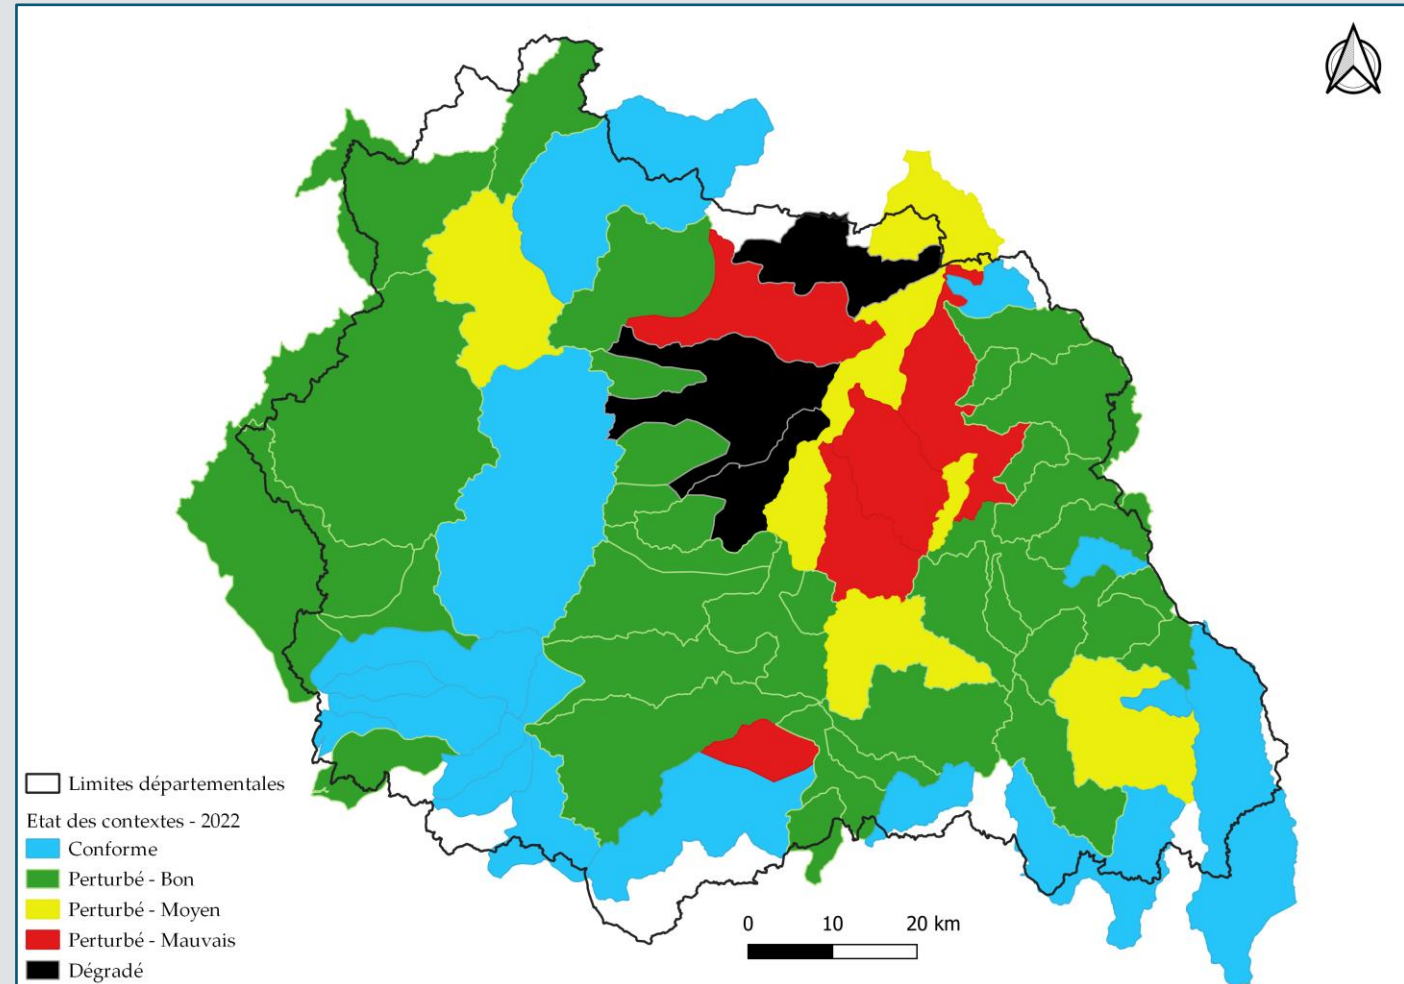 Limites départementales
Etat des contextes - 2022
Conforme
Perturbé - Bon
Perturbé - Moyen
Perturbé - Mauvais
Dégradé
0 10 20 km